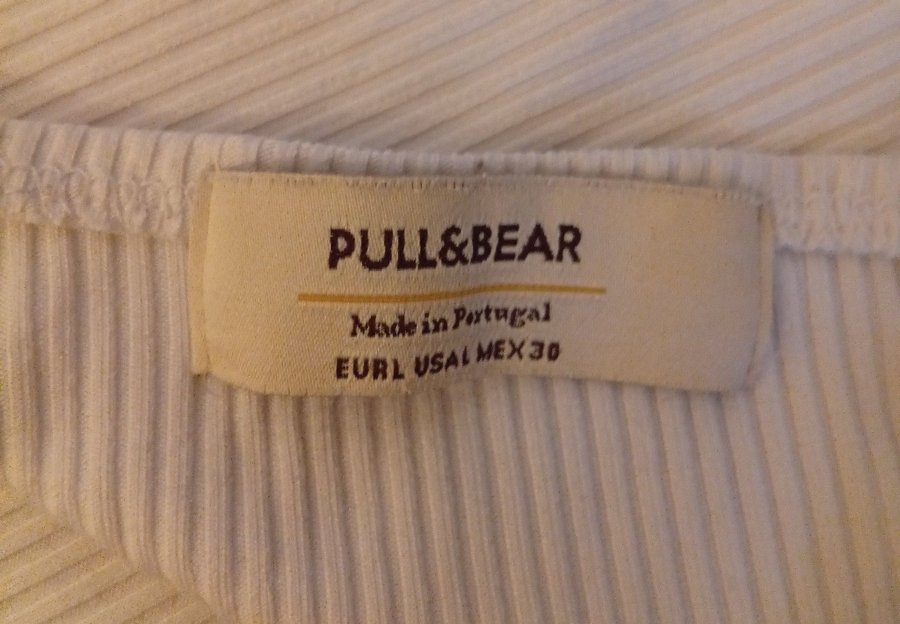 PULL&BEAR
Made in Portugal
EUR L USA L MEX 30